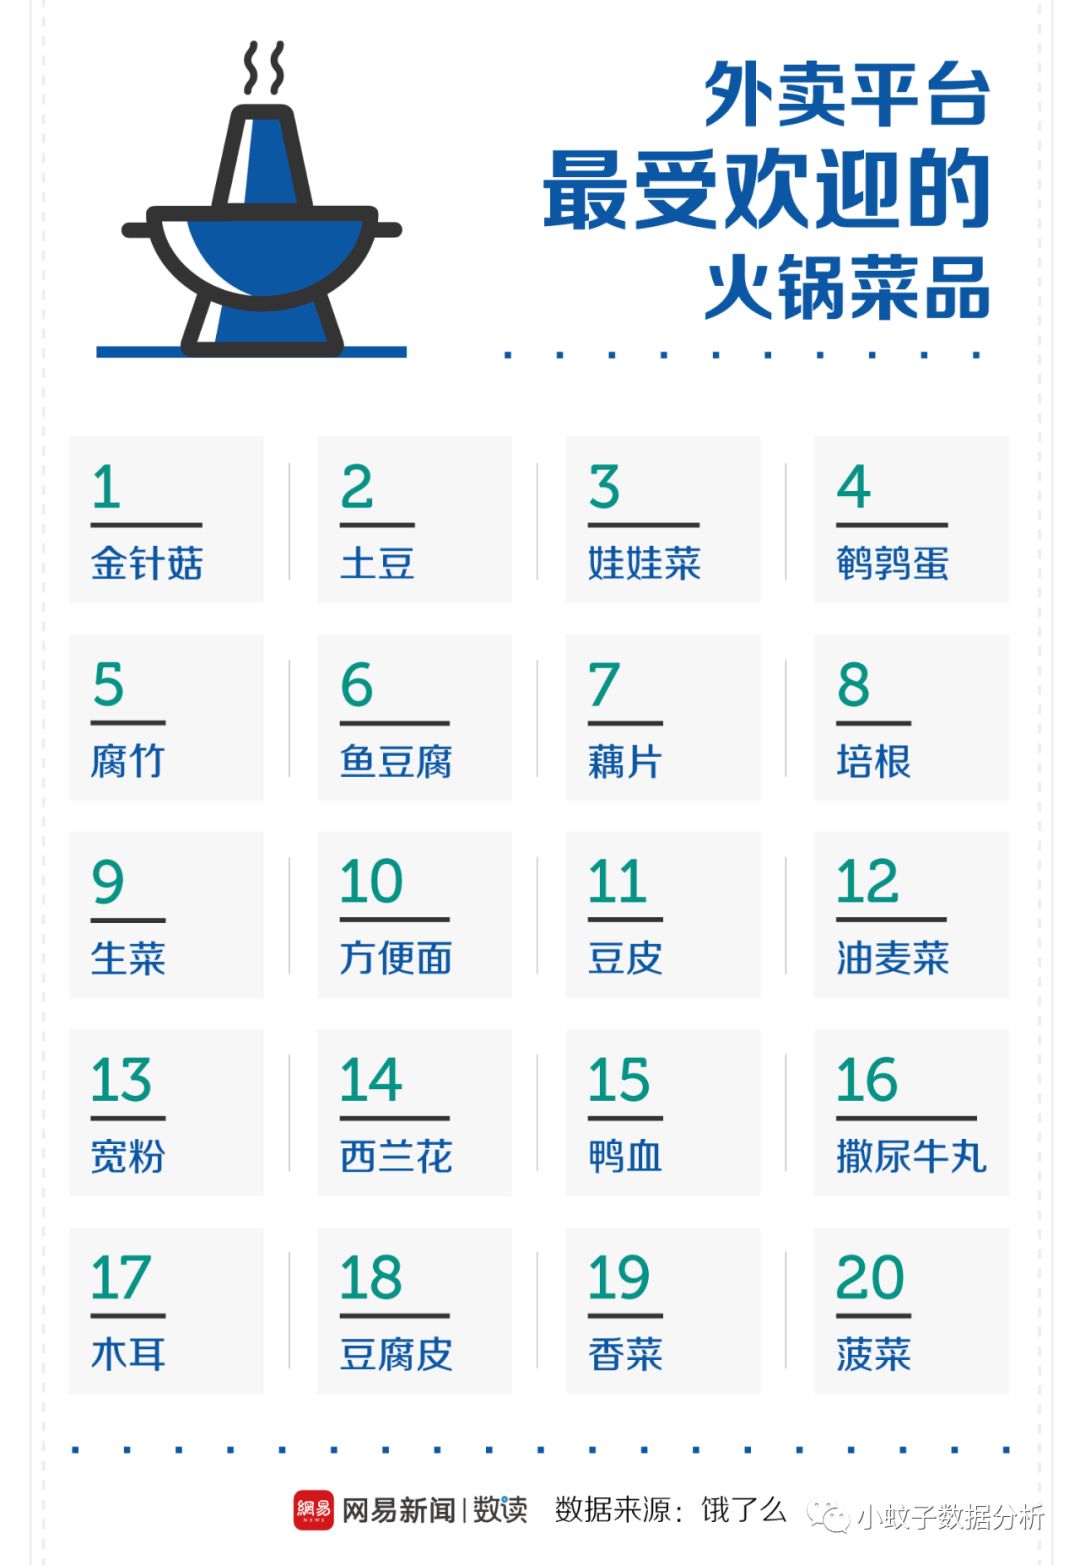 外卖平台
最受欢迎的
火锅菜品
1
金针菇
2
土豆
3
娃娃菜
4
鹌鹑蛋
5
腐竹
6
鱼豆腐
7
藕片
8
培根
9
生菜
10
方便面
11
豆皮
12
油麦菜
13
宽粉
14
西兰花
15
鸭血
16
撒尿牛丸
17
木耳
18
豆腐皮
19
香菜
20
菠菜
網易 NEWS 网易新闻 | 数读 数据来源：饿了么 小蚊子数据分析